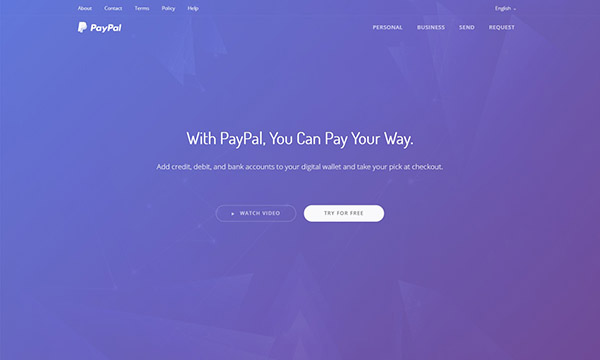 About Contact Terms Policy Help English
PayPal PERSONAL BUSINESS SEND REQUEST
With PayPal, You Can Pay Your Way.
Add credit, debit, and bank accounts to your digital wallet and take your pick at checkout.
WATCH VIDEO TRY FOR FREE